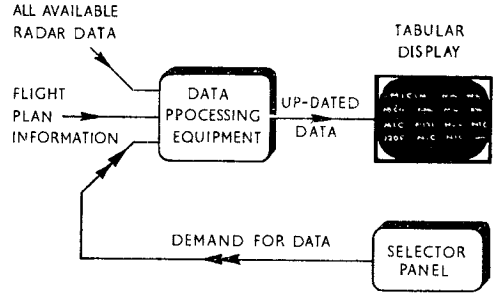 ALL AVAILABLE
RADAR DATA
TABULAR
DISPLAY
FLIGHT
PLAN
INFORMATION
DATA
PPOCESSING
EQUIPMENT
UP-DATED
DATA
DEMAND FOR DATA
SELECTOR
PANEL